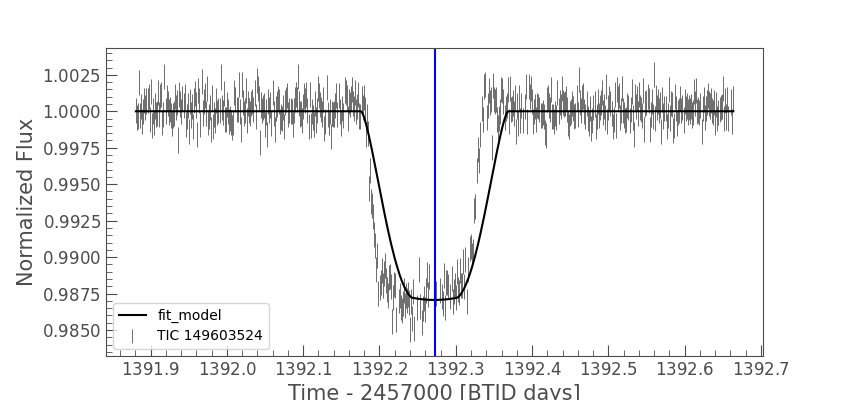 Normalized Flux
1.0025
1.0000
0.9975
0.9950
0.9925
0.9900
0.9875
0.9850
fit_model
TIC 149603524
1391.9 1392.0 1392.1 1392.2 1392.3 1392.4 1392.5 1392.6 1392.7
Time - 2457000 [BTJD days]